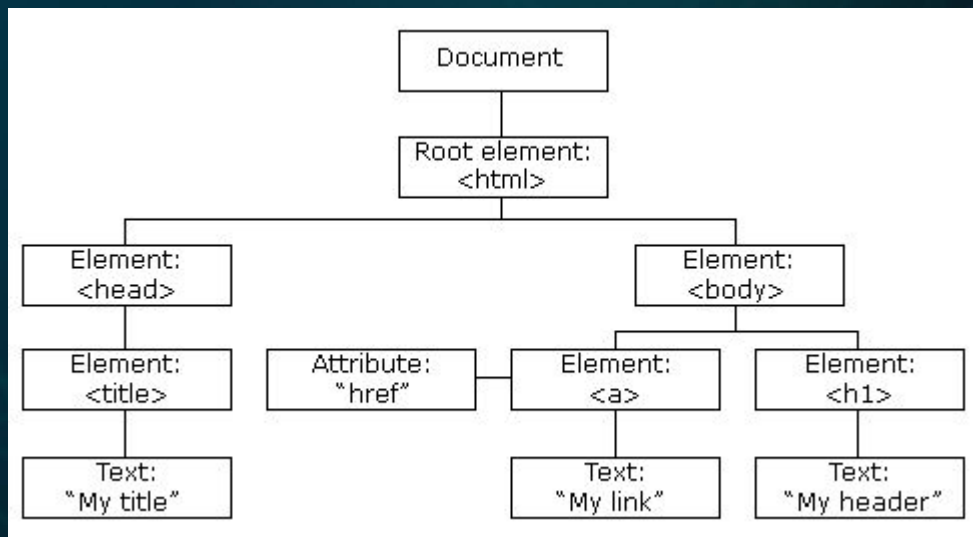 Document
Root element:
<html>
Element:
<head>
Element:
<body>
Element:
<title>
Attribute:
“href”
Element:
<a>
Element:
<h1>
Text:
“My title”
Text:
“My link”
Text:
“My header”